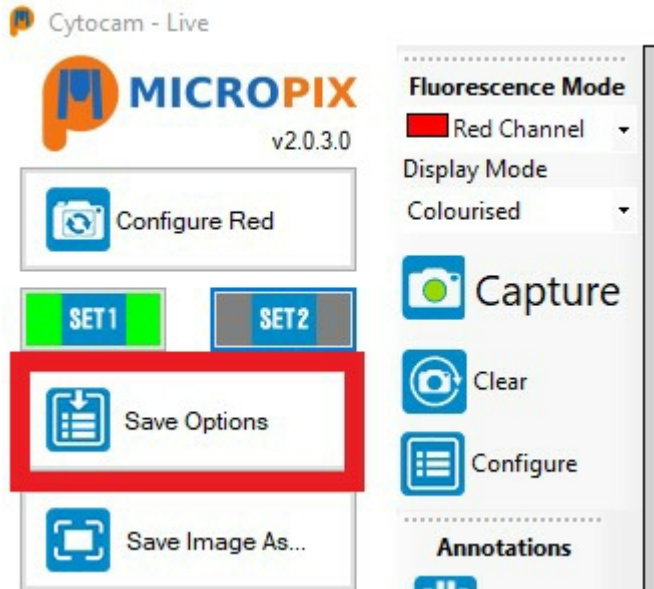 Cytocam - Live
MICROPIX
v2.0.3.0
Configure Red
SET1
SET2
Save Options
Save Image As...
Fluorescence Mode
Red Channel
Display Mode
Colourised
Capture
Clear
Configure
Annotations